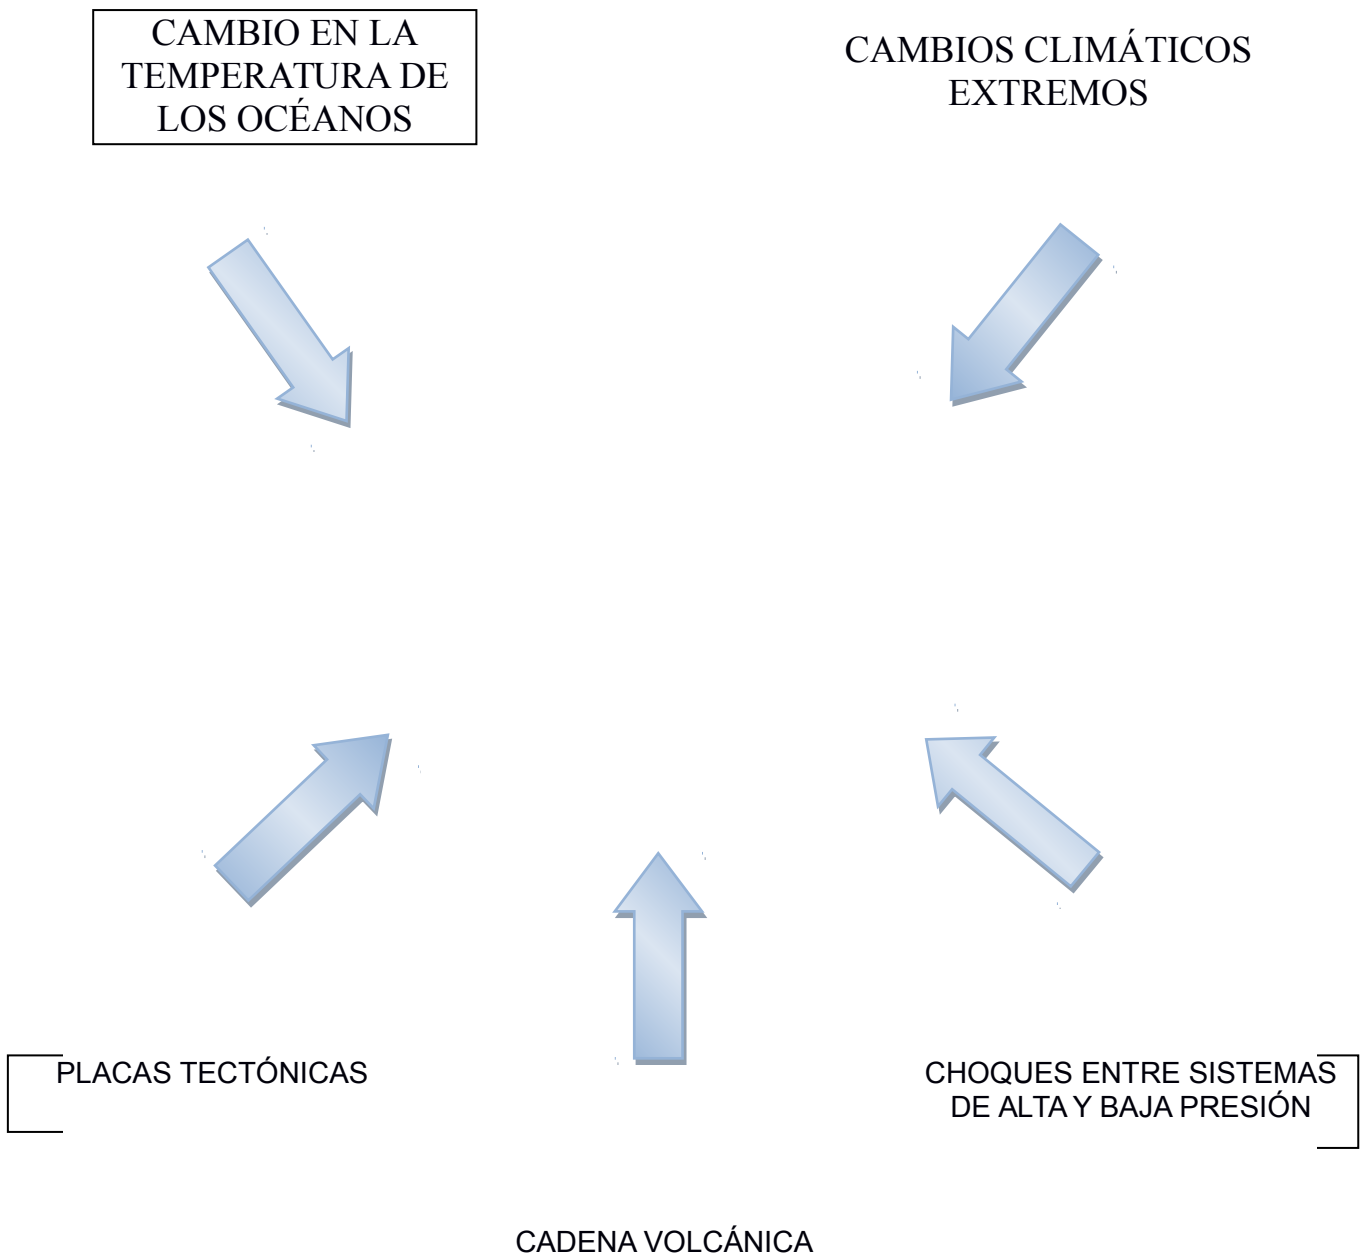 CAMBIO EN LA
TEMPERATURA DE
LOS OCÉANOS
CAMBIOS CLIMÁTICOS
EXTREMOS
PLACAS TECTÓNICAS
CHOQUES ENTRE SISTEMAS
DE ALTA Y BAJA PRESIÓN
CADENA VOLCÁNICA